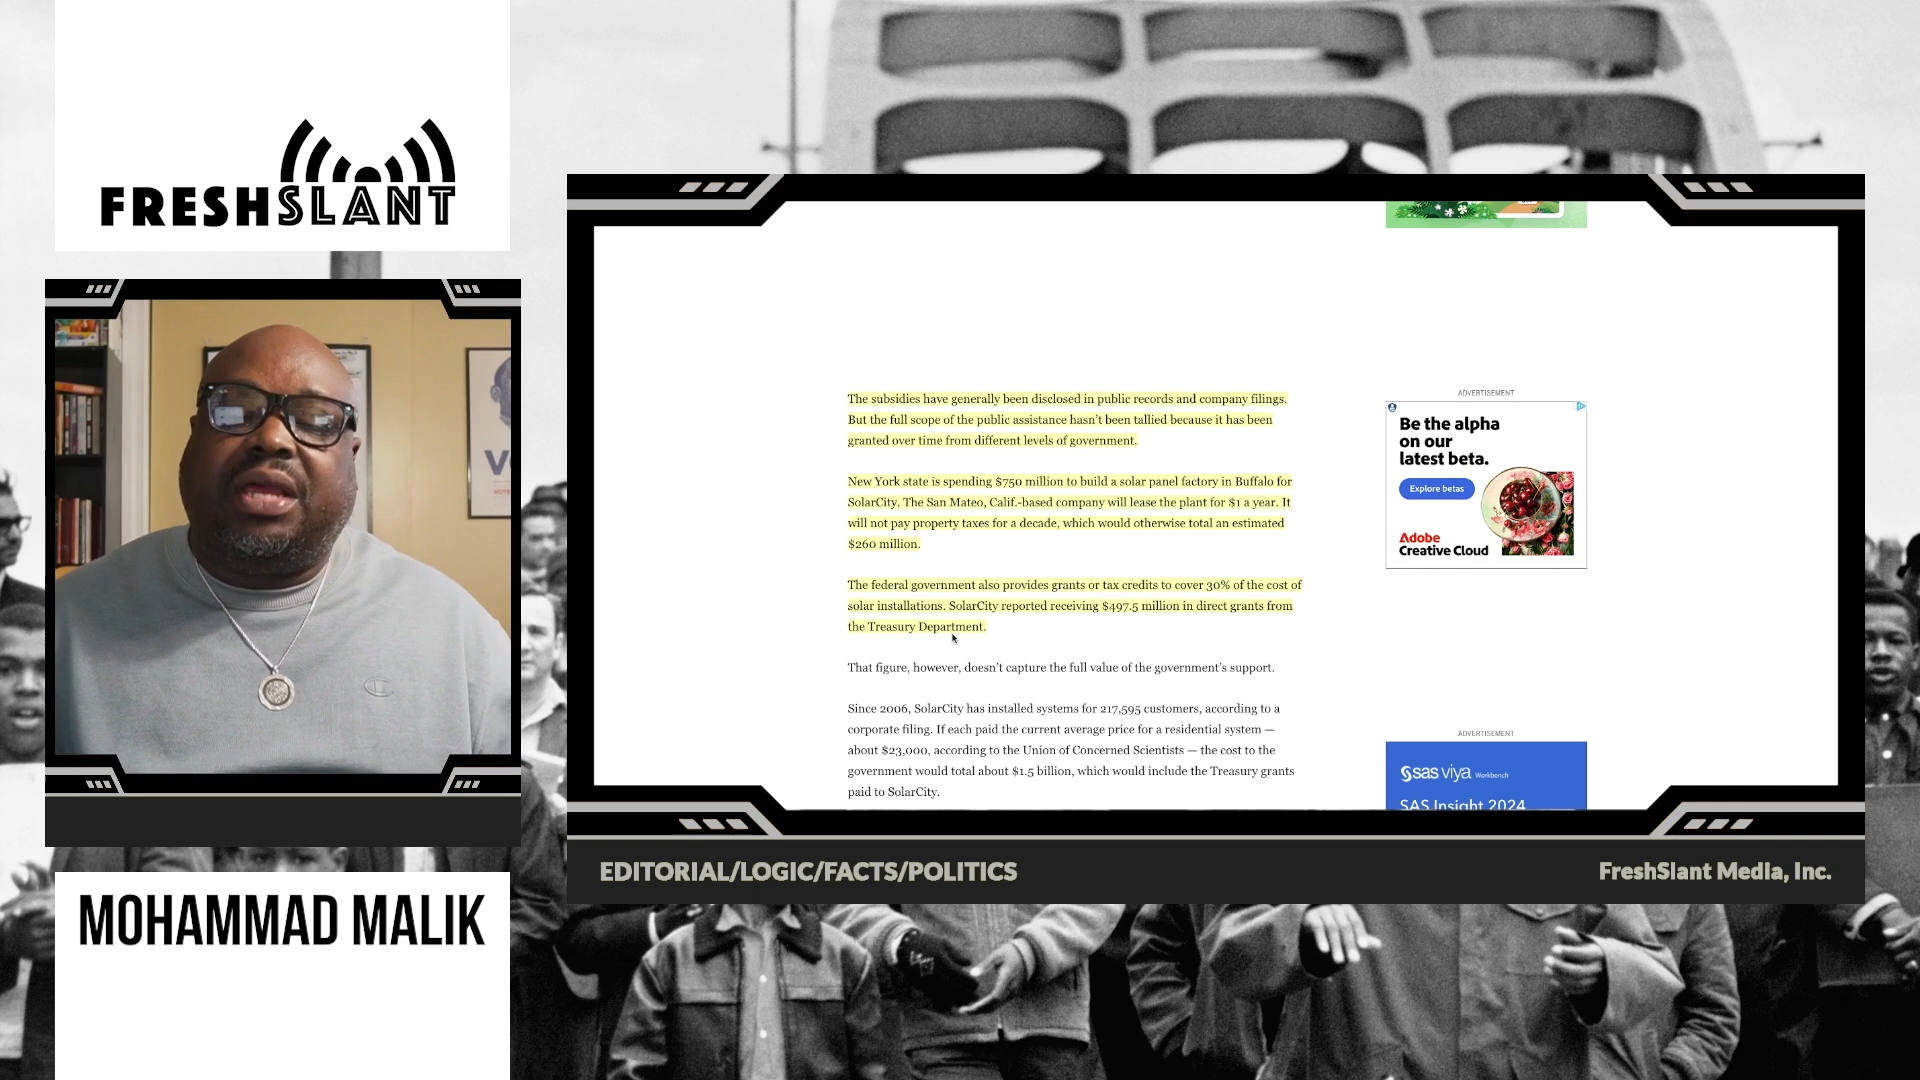 FRESHSLANT
MOHAMMAD MALIK
The subsidies have generally been disclosed in public records and company filings.
But the full scope of the public assistance hasn't been tallied because it has been
granted over time from different levels of government.
New York state is spending $750 million to build a solar panel factory in Buffalo for
SolarCity. The San Mateo, Calif.-based company will lease the plant for $1 a year. It
will not pay property taxes for a decade, which would otherwise total an estimated
$260 million.
The federal government also provides grants or tax credits to cover 30% of the cost of
solar installations. SolarCity reported receiving $497.5 million in direct grants from
the Treasury Department.
That figure, however, doesn't capture the full value of the government's support.
Since 2006, SolarCity has installed systems for 217,595 customers, according to a
corporate filing. If each paid the current average price for a residential system —
about $23,000, according to the Union of Concerned Scientists — the cost to the
government would total about $1.5 billion, which would include the Treasury grants
paid to SolarCity.
ADVERTISEMENT
Be the alpha
on our
latest beta.
Explore betas
Adobe
Creative Cloud
ADVERTISEMENT
sas viya Workbench
SAS Insight 2024
EDITORIAL/LOGIC/FACTS/POLITICS
FreshSlant Media, Inc.